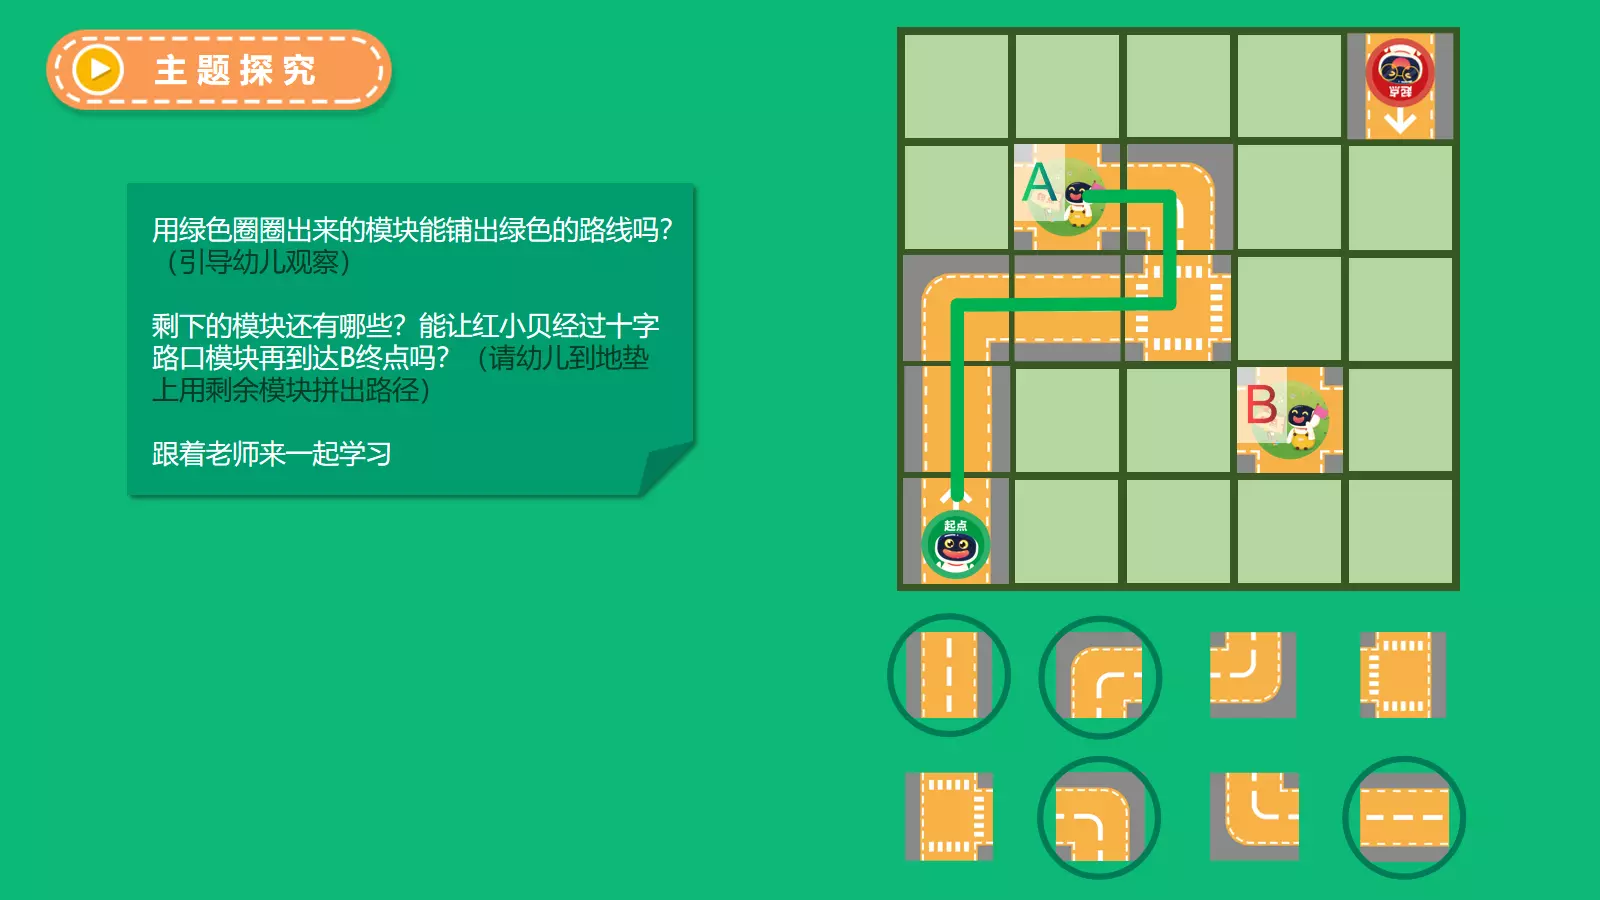 主题探究
用绿色圈圈出来的模块能铺出绿色的路线吗？
（引导幼儿观察）
剩下的模块还有哪些？能让红小贝经过十字
路口模块再到达B终点吗？（请幼儿到地垫
上用剩余模块拼出路径）
跟着老师来一起学习
起点
A
B
起点